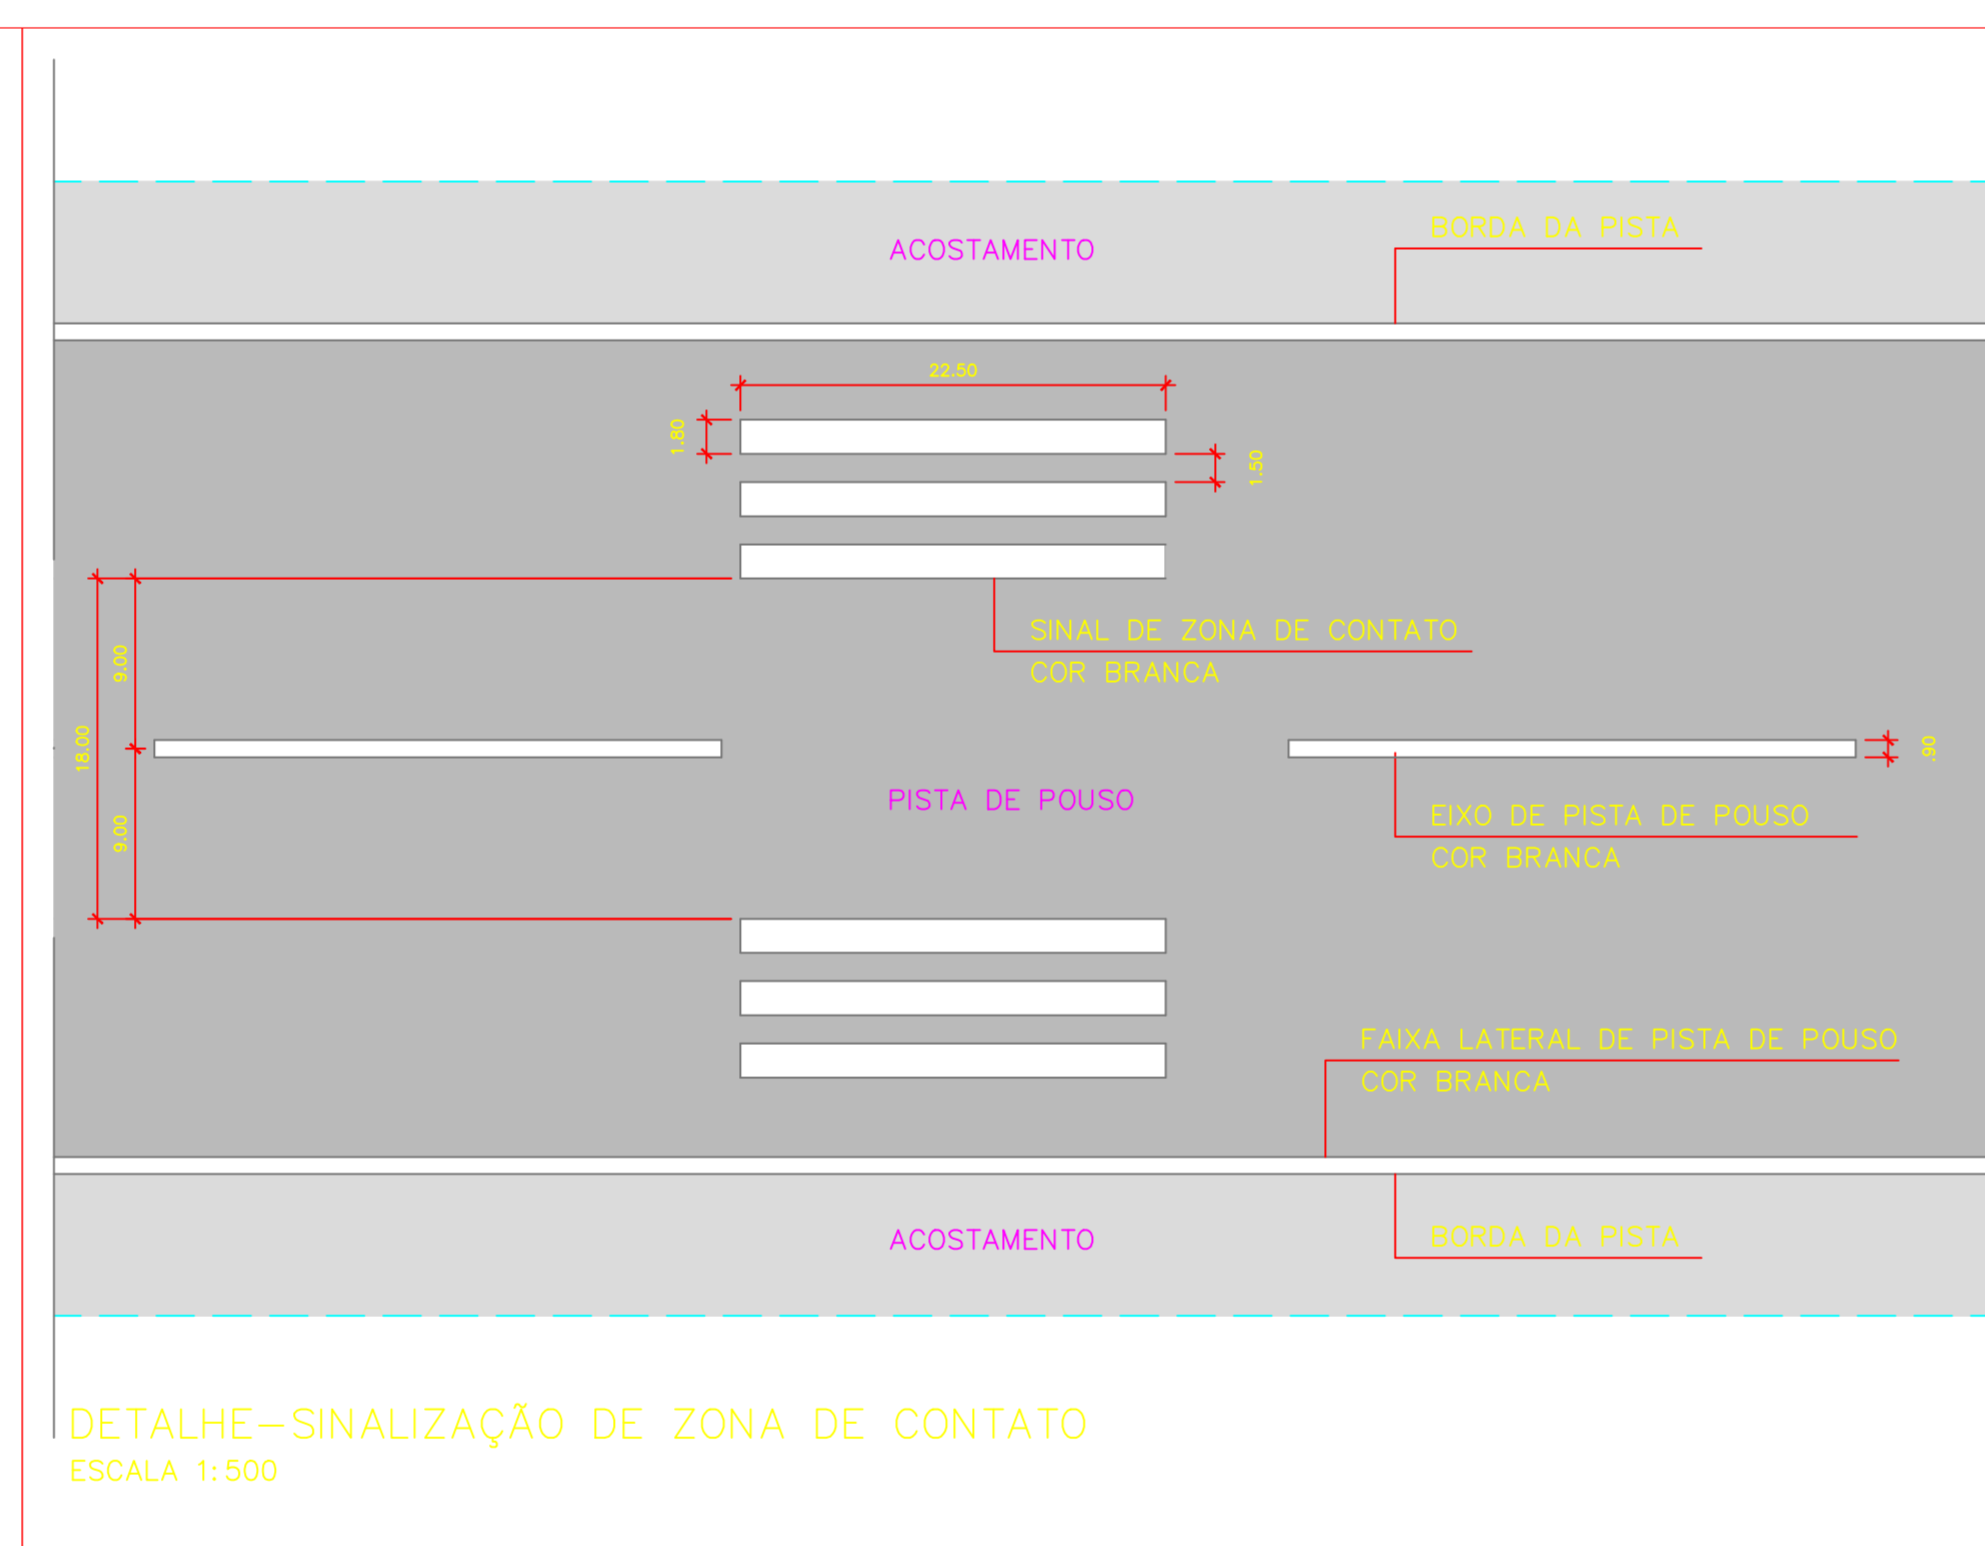 BORDA DA PISTA
ACOSTAMENTO
22.50
1.80
1.50
SINAL DE ZONA DE CONTATO
COR BRANCA
9.00
18.00
.90
PISTA DE POUSO
EIXO DE PISTA DE POUSO
COR BRANCA
9.00
FAIXA LATERAL DE PISTA DE POUSO
COR BRANCA
ACOSTAMENTO
BORDA DA PISTA
DETALHE-SINALIZAÇÃO DE ZONA DE CONTATO
ESCALA 1:500